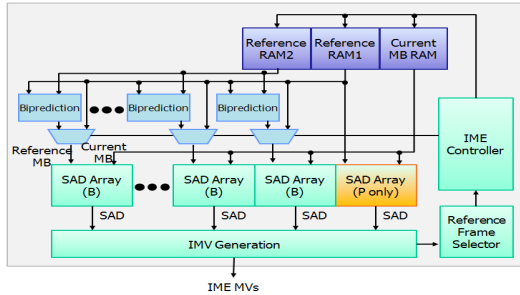 Reference
RAM2
Reference
RAM1
Current
MB RAM
Biprediction
Biprediction
Biprediction
Reference
MB
Current
MB
IME
Controller
SAD Array
(B)
SAD Array
(B)
SAD Array
(B)
SAD Array
(P only)
SAD
SAD
SAD
SAD
Reference
Frame
Selector
IMV Generation
IME MVs